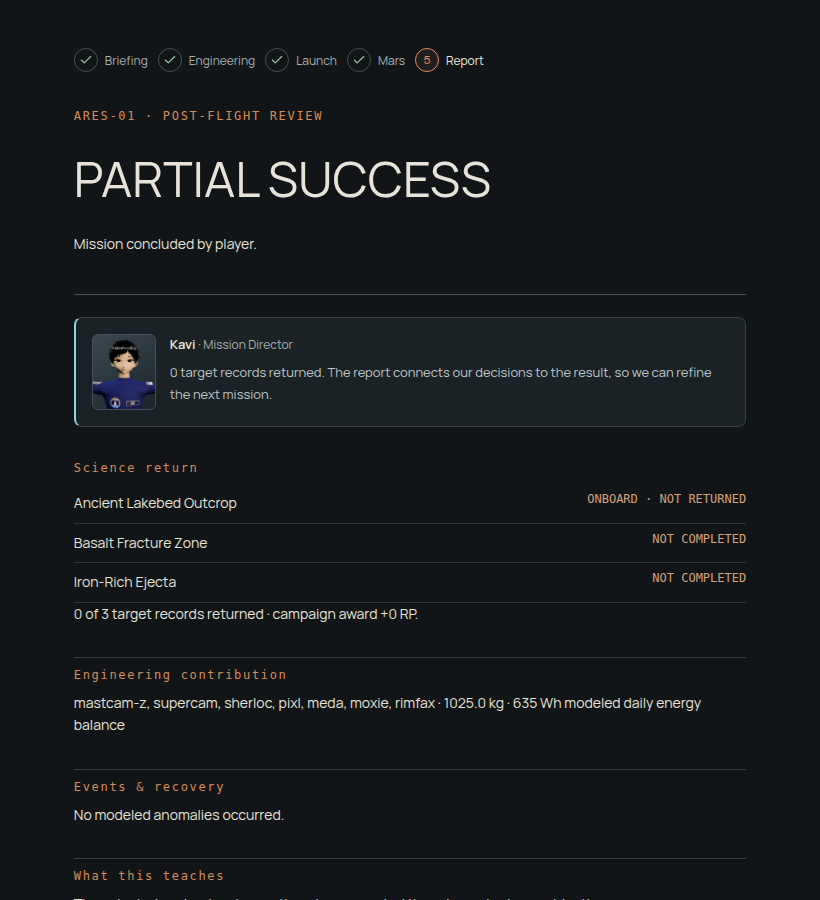 Briefing Engineering Launch Mars 5 Report
ARES-01 · POST-FLIGHT REVIEW
PARTIAL SUCCESS
Mission concluded by player.
Kavi · Mission Director
0 target records returned. The report connects our decisions to the result, so we can refine
the next mission.
Science return
Ancient Lakebed Outcrop ONBOARD · NOT RETURNED
Basalt Fracture Zone NOT COMPLETED
Iron-Rich Ejecta NOT COMPLETED
0 of 3 target records returned · campaign award +0 RP.
Engineering contribution
mastcam-z, supercam, sherloc, pixl, meda, moxie, rimfax · 1025.0 kg · 635 Wh modeled daily energy
balance
Events & recovery
No modeled anomalies occurred.
What this teaches